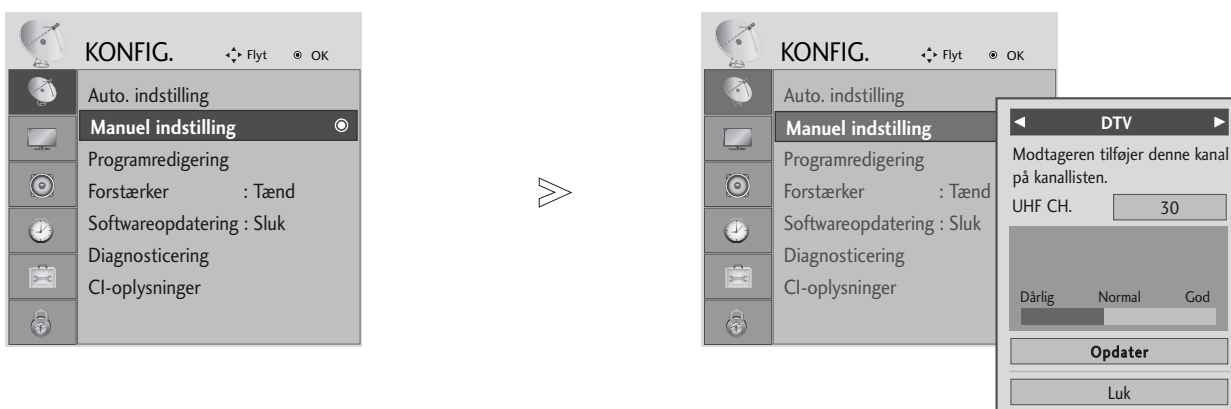 KONFIG. Flyt OK
Auto. indstilling
Manuel indstilling
Programredigering
Forstærker : Tænd
Softwareopdatering : Sluk
Diagnosticering
CI-oplysninger
KONFIG. Flyt OK
Auto. indstilling
Manuel indstilling
Programredigering
Forstærker : Tænd
Softwareopdatering : Sluk
Diagnosticering
CI-oplysninger
DTV
Modtageren tilføjer denne kanal
på kanallisten.
UHF CH. 30
Dårlig Normal God
Opdater
Luk